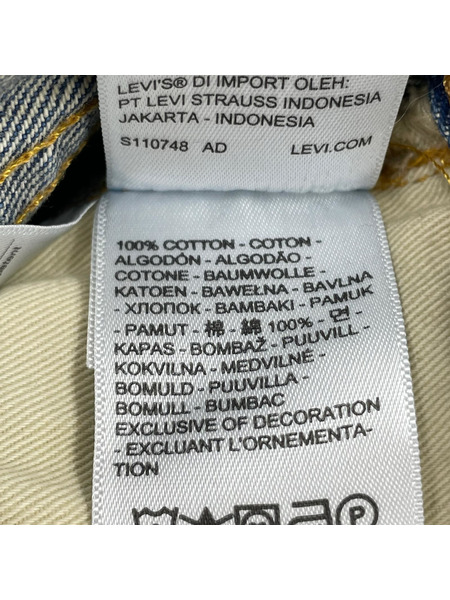 LEVI'S® DI IMPORT OLEH:
PT LEVI STRAUSS INDONESIA
JAKARTA - INDONESIA
S110748 AD LEVI.COM
100% COTTON - COTON -
ALGODÓN - ALGODÃO -
COTONE - BAUMWOLLE -
KATOEN - BAWEŁNA - BAVLNA
- ХЛОПОК - BAMBAKI - PAMUK
- PAMUT - 棉 - 綿 100% - 면 -
KAPAS - BOMBAŽ - PUUVILL -
KOKVILNA - MEDVILNĖ -
BOMULD - PUUVILLA -
BOMULL - BUMBAC
EXCLUSIVE OF DECORATION
- EXCLUANT L'ORNEMENTA-
TION
P